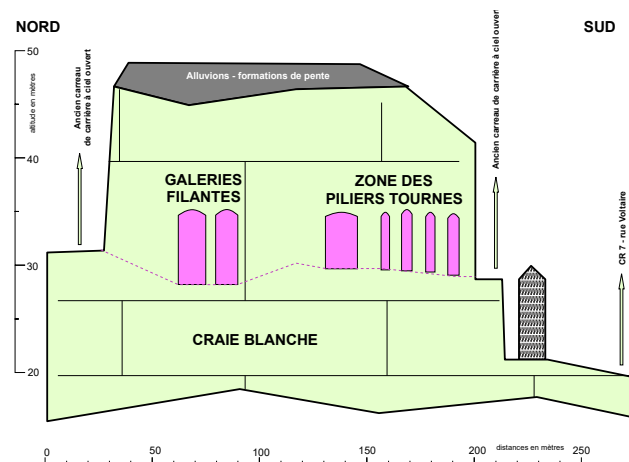 NORD
SUD
50
40
30
20
altitude en mètres
Ancien carreau
de carrière à ciel ouvert
Alluvions - formations de pente
Ancien carreau de carrière à ciel ouvert
GALERIES
FILANTES
ZONE DES
PILIERS TOURNES
CR 7 - rue Voltaire
CRAIE BLANCHE
0
50
100
150
200
250
distances en mètres